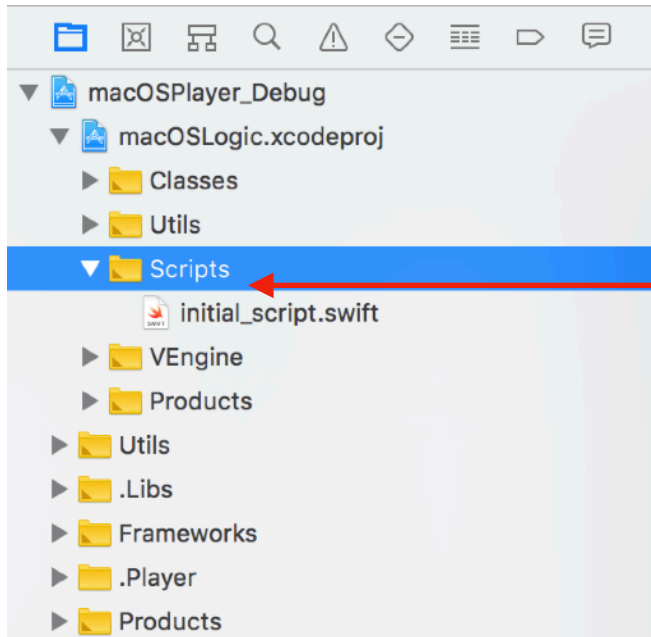 macOSPlayer_Debug
macOSLogic.xcodeproj
Classes
Utils
Scripts
initial_script.swift
VEngine
Products
Utils
.Libs
Frameworks
.Player
Products